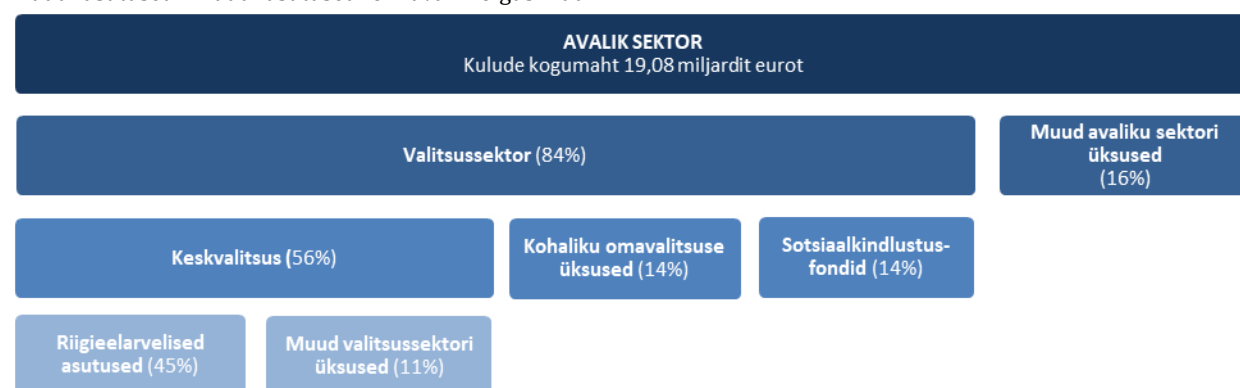 AVALIK SEKTOR
Kulude kogumaht 19,08 miljardit eurot
Valitsussektor (84%)
Muud avaliku sektori
üksused
(16%)
Keskvalitsus (56%)
Kohaliku omavalitsuse
üksused (14%)
Sotsiaalkindlustus-
fondid (14%)
Riigieelarvelised
asutused (45%)
Muud valitsussektori
üksused (11%)